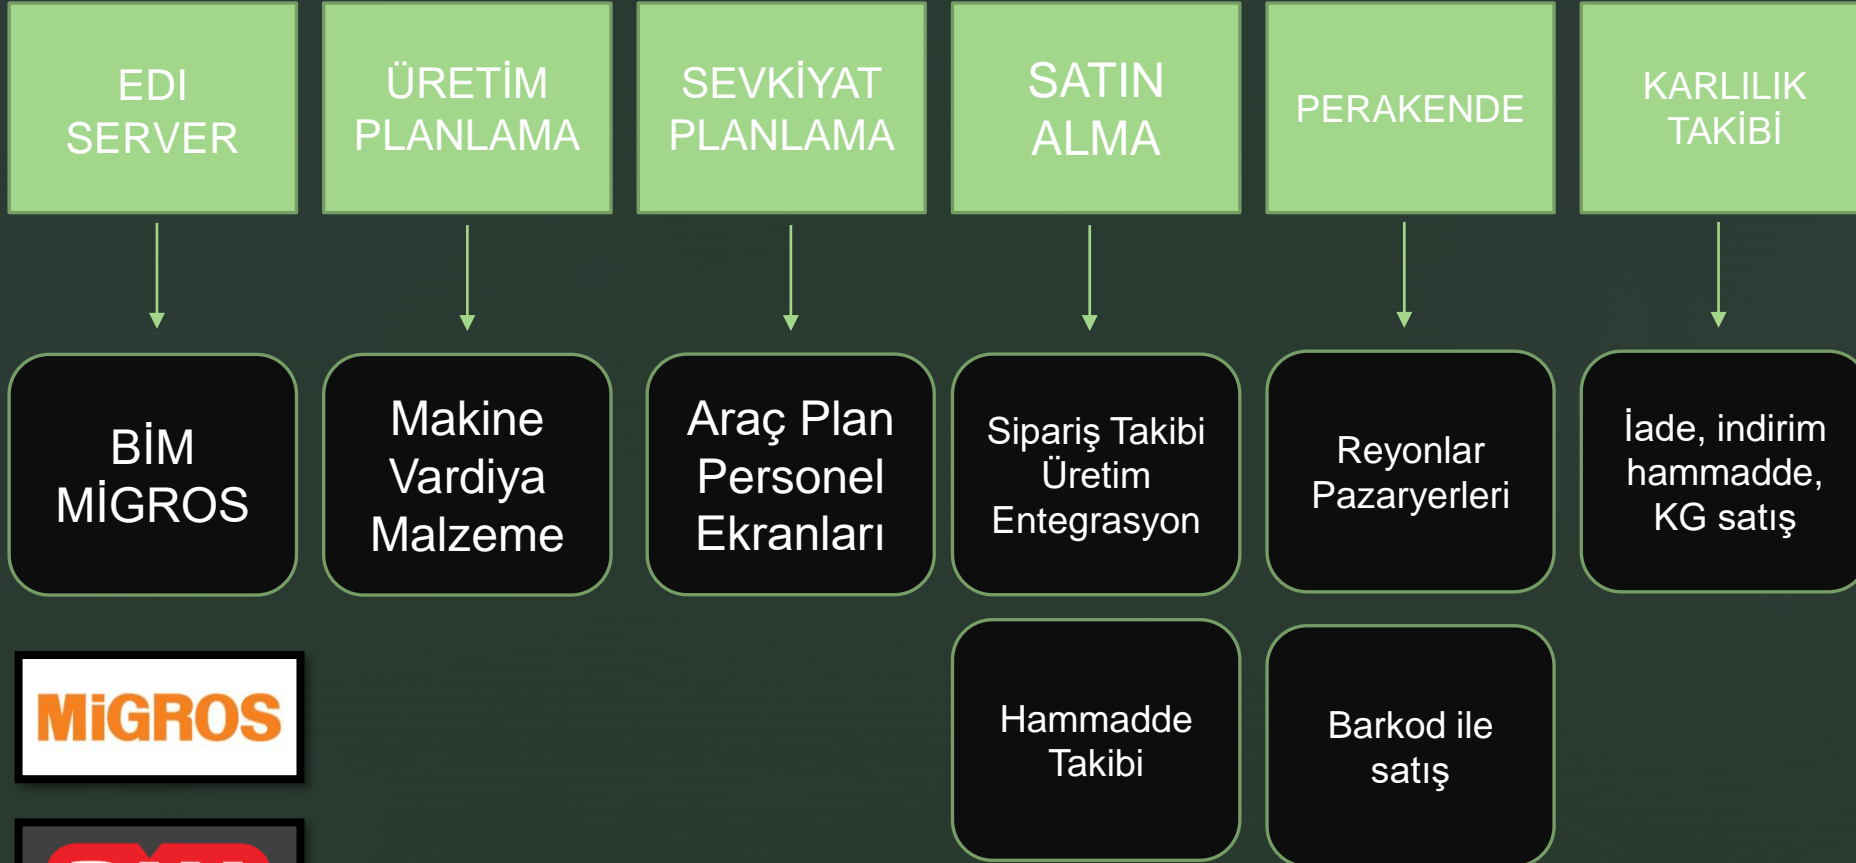 EDI
SERVER
ÜRETİM
PLANLAMA
SEVKİYAT
PLANLAMA
SATIN
ALMA
PERAKENDE
KARLILIK
TAKİBİ
BİM
MİGROS
Makine
Vardiya
Malzeme
Araç Plan
Personel
Ekranları
Sipariş Takibi
Üretim
Entegrasyon
Reyonlar
Pazaryerleri
İade, indirim
hammadde,
KG satış
MiGROS
Hammadde
Takibi
Barkod ile
satış